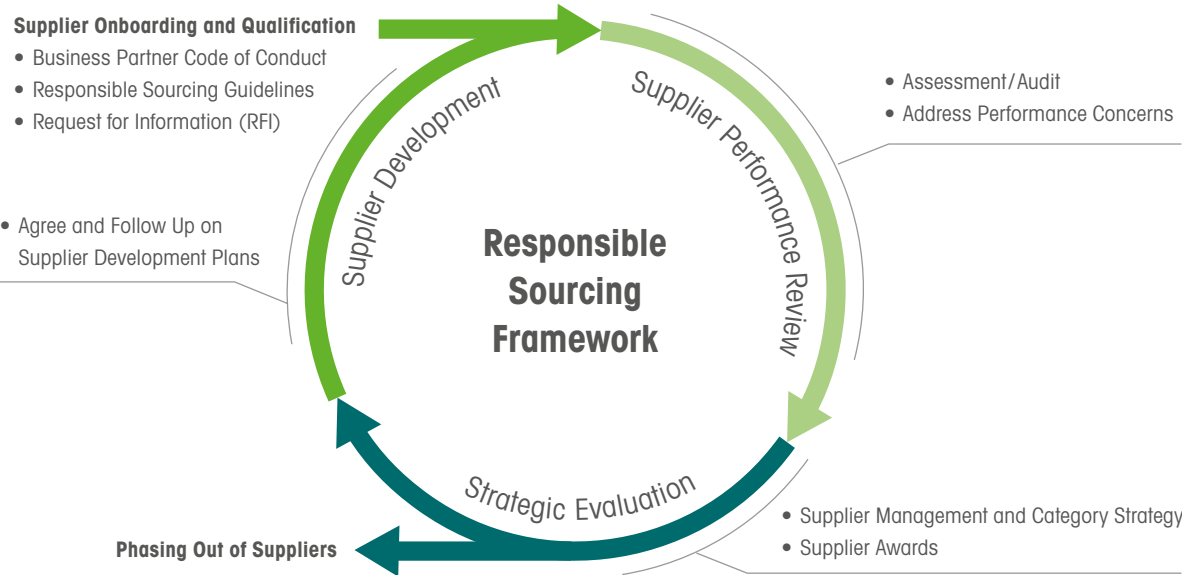 Supplier Onboarding and Qualification
• Business Partner Code of Conduct
• Responsible Sourcing Guidelines
• Request for Information (RFI)
• Agree and Follow Up on
Supplier Development Plans
Supplier Development
Supplier Performance Review
• Assessment/Audit
• Address Performance Concerns
Responsible
Sourcing
Framework
Strategic Evaluation
• Supplier Management and Category Strategy
• Supplier Awards
Phasing Out of Suppliers